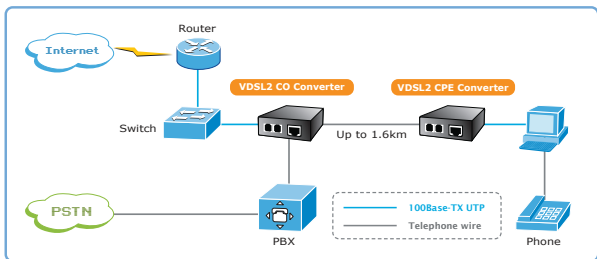 Router
Internet
VDSL2 CO Converter
VDSL2 CPE Converter
Switch
Up to 1.6km
PSTN
100Base-TX UTP
Telephone wire
PBX
Phone